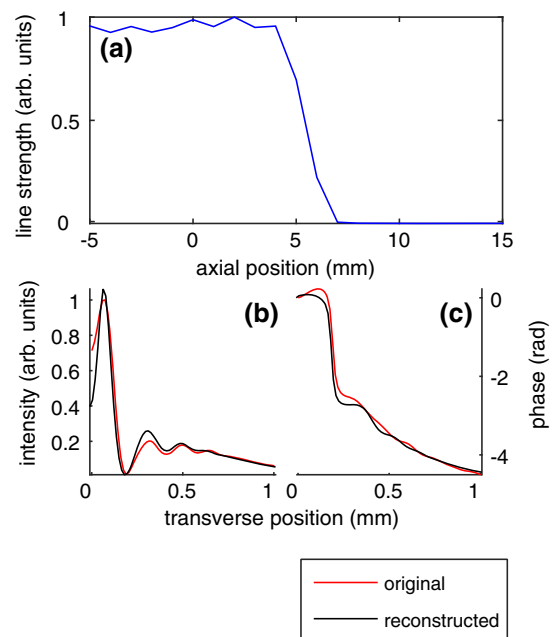 1
0.5
0
line strength (arb. units)
(a)
-5 0 5 10 15
axial position (mm)
1
0.8
0.6
0.4
0.2
intensity (arb. units)
(b)
0 0.5 1
(c)
0
-2
-4
phase (rad)
0 0.5 1
transverse position (mm)
original
reconstructed